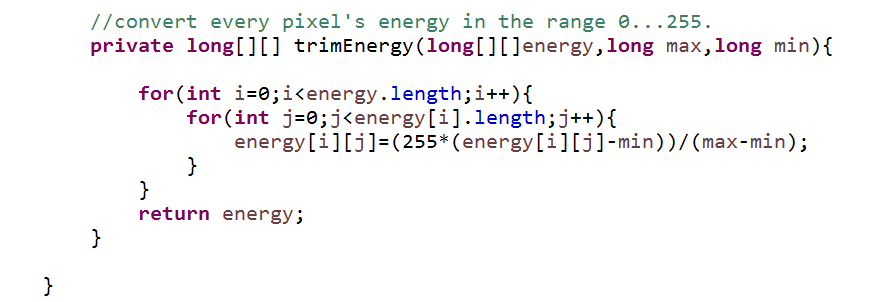 //convert every pixel's energy in the range 0...255.
private long[][] trimEnergy(long[][]energy,long max,long min){
for(int i=0;i<energy.length;i++){
for(int j=0;j<energy[i].length;j++){
energy[i][j]=(255*(energy[i][j]-min))/(max-min);
}
}
return energy;
}
}